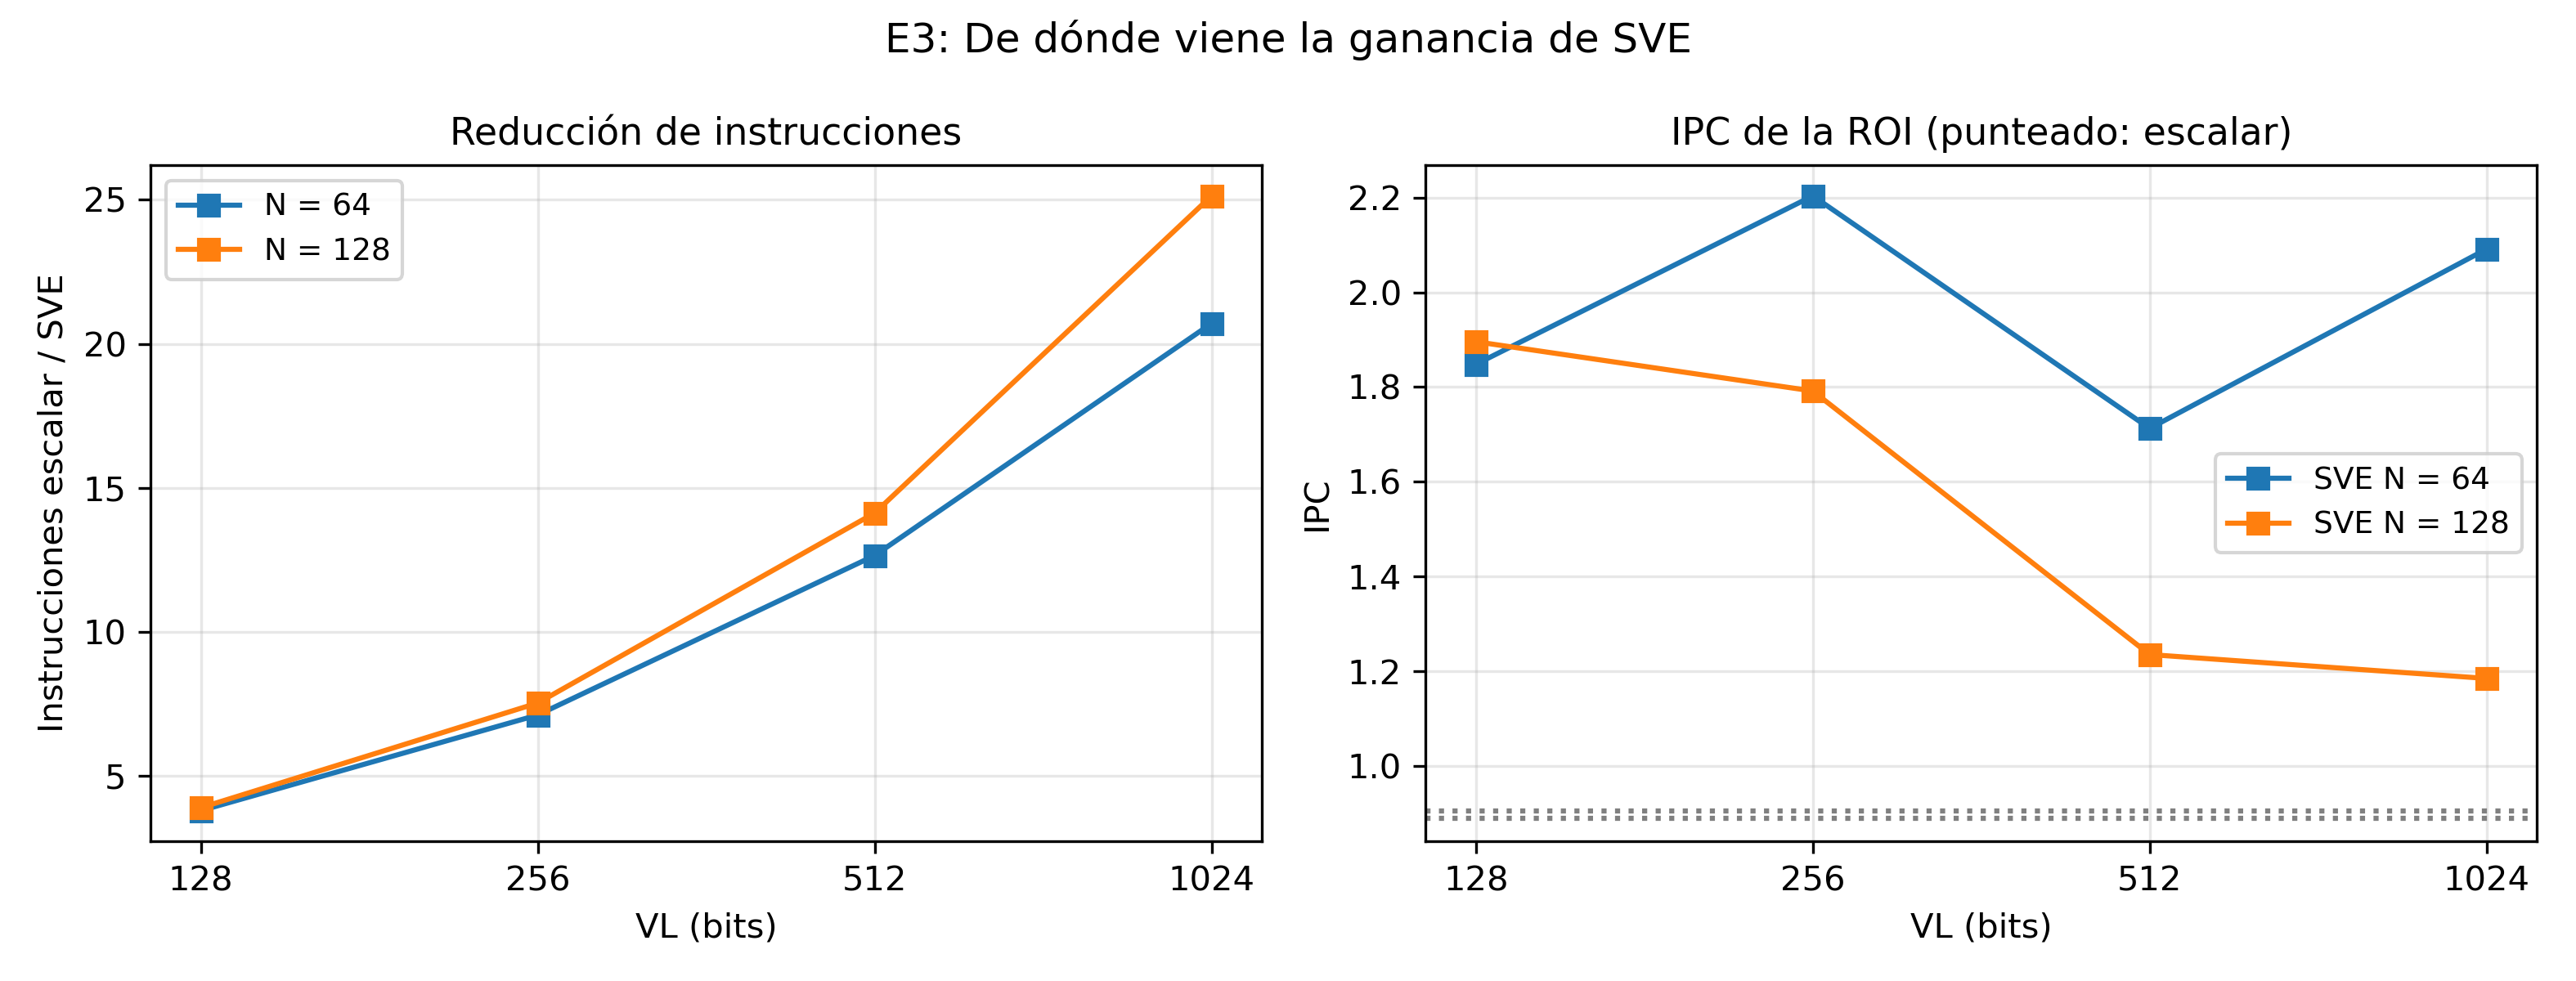 E3: De dónde viene la ganancia de SVE
Reducción de instrucciones
Instrucciones escalar / SVE
25
20
15
10
5
N = 64
N = 128
128
256
512
1024
VL (bits)
IPC de la ROI (punteado: escalar)
IPC
2.2
2.0
1.8
1.6
1.4
1.2
1.0
SVE N = 64
SVE N = 128
128
256
512
1024
VL (bits)